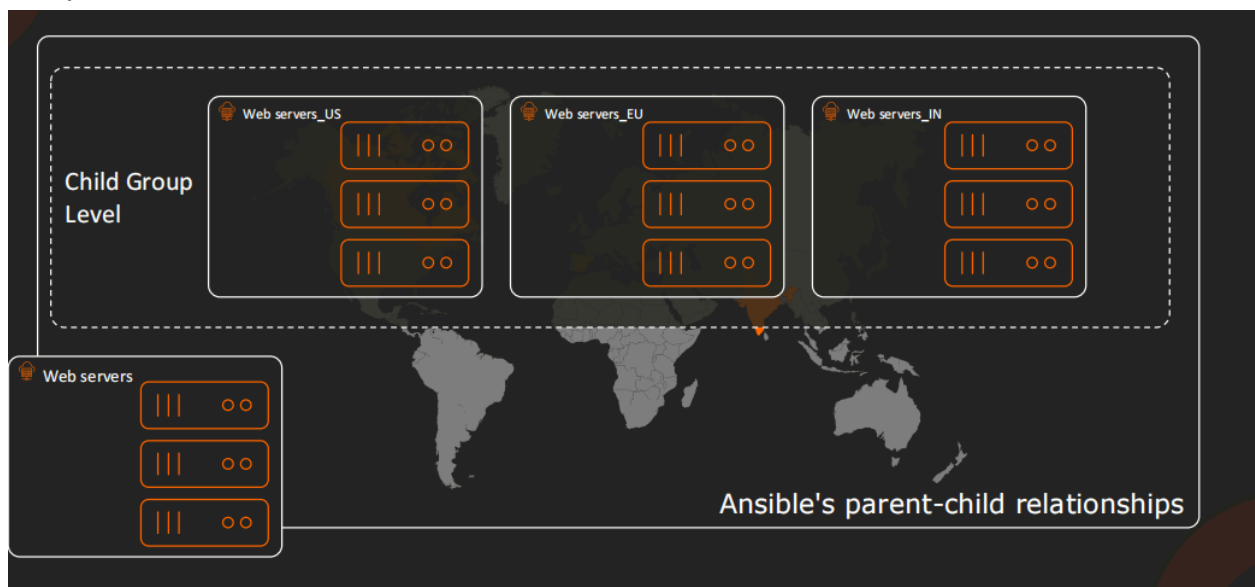 Web servers_US
Web servers_EU
Web servers_IN
Child Group
Level
Web servers
Ansible's parent-child relationships